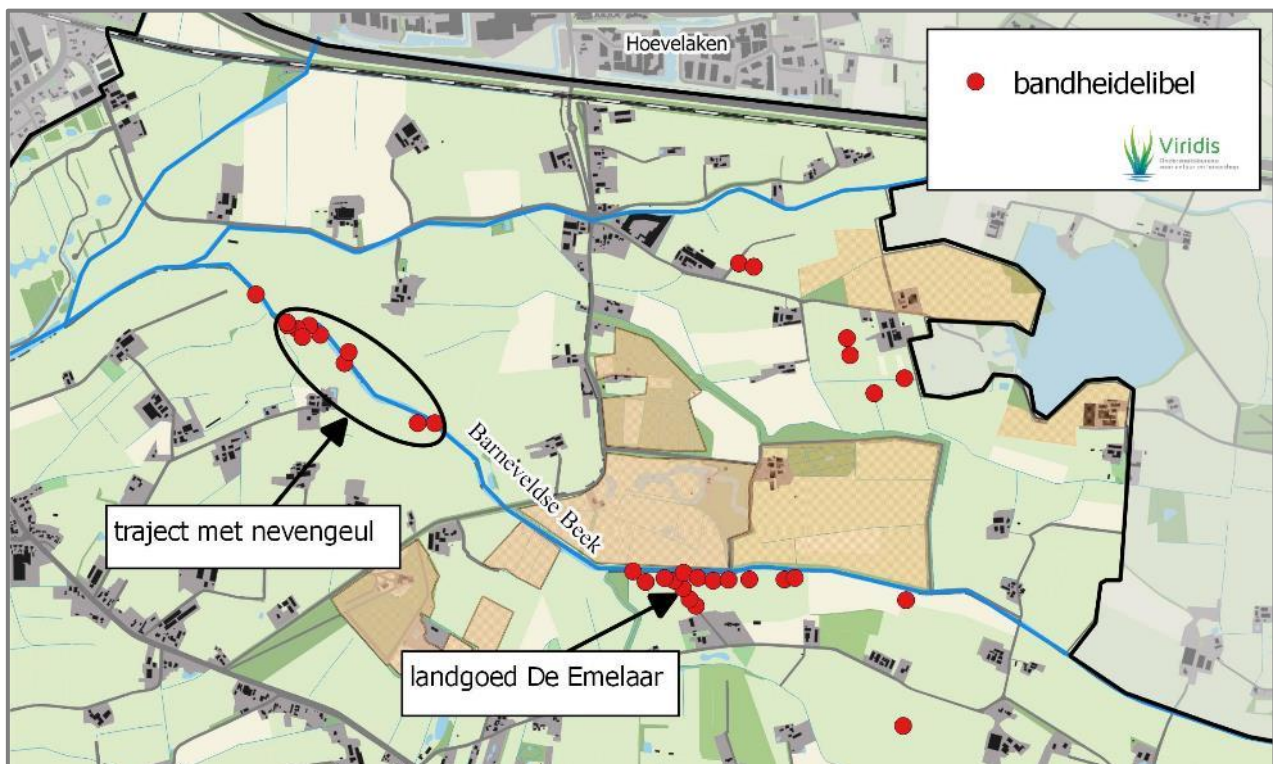 Hoevelaken
bandheidelibel
Viridis
Barneveldse Beek
traject met nevengeul
landgoed De Emelaar